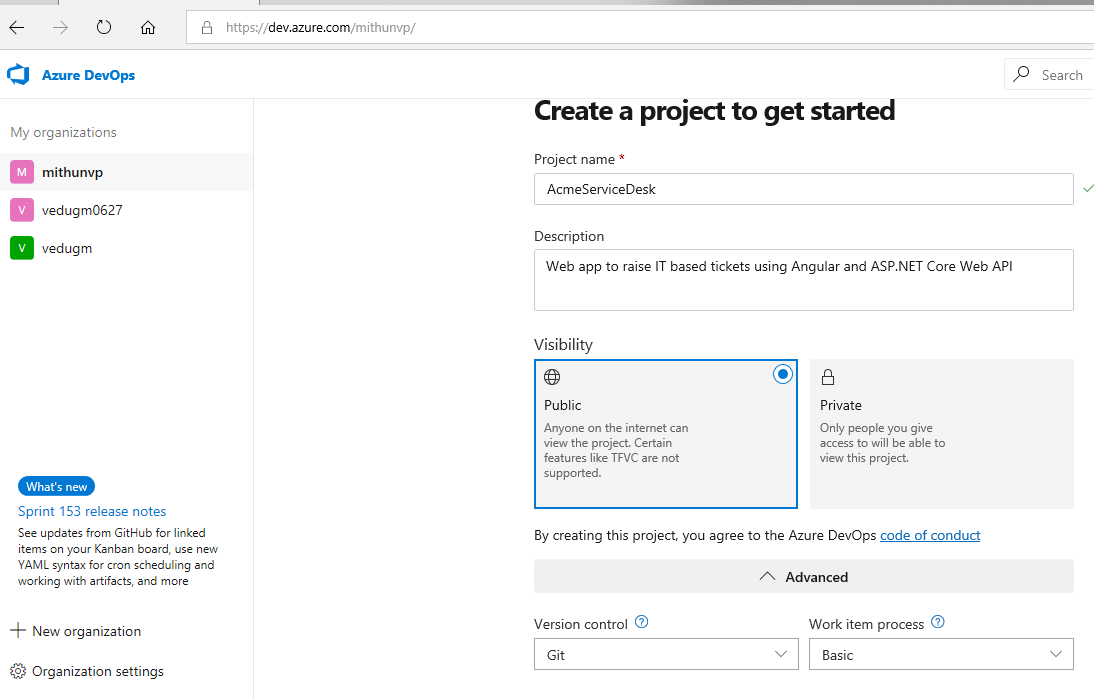 https://dev.azure.com/mithunvp/
Azure DevOps
Search
My organizations
M mithunvp
V vedugm0627
V vedugm
What's new
Sprint 153 release notes
See updates from GitHub for linked
items on your Kanban board, use new
YAML syntax for cron scheduling and
working with artifacts, and more
New organization
Organization settings
Create a project to get started
Project name *
AcmeServiceDesk
Description
Web app to raise IT based tickets using Angular and ASP.NET Core Web API
Visibility
Public
Anyone on the internet can
view the project. Certain
features like TFVC are not
supported.
Private
Only people you give
access to will be able to
view this project.
By creating this project, you agree to the Azure DevOps code of conduct
Advanced
Version control ?
Git
Work item process ?
Basic